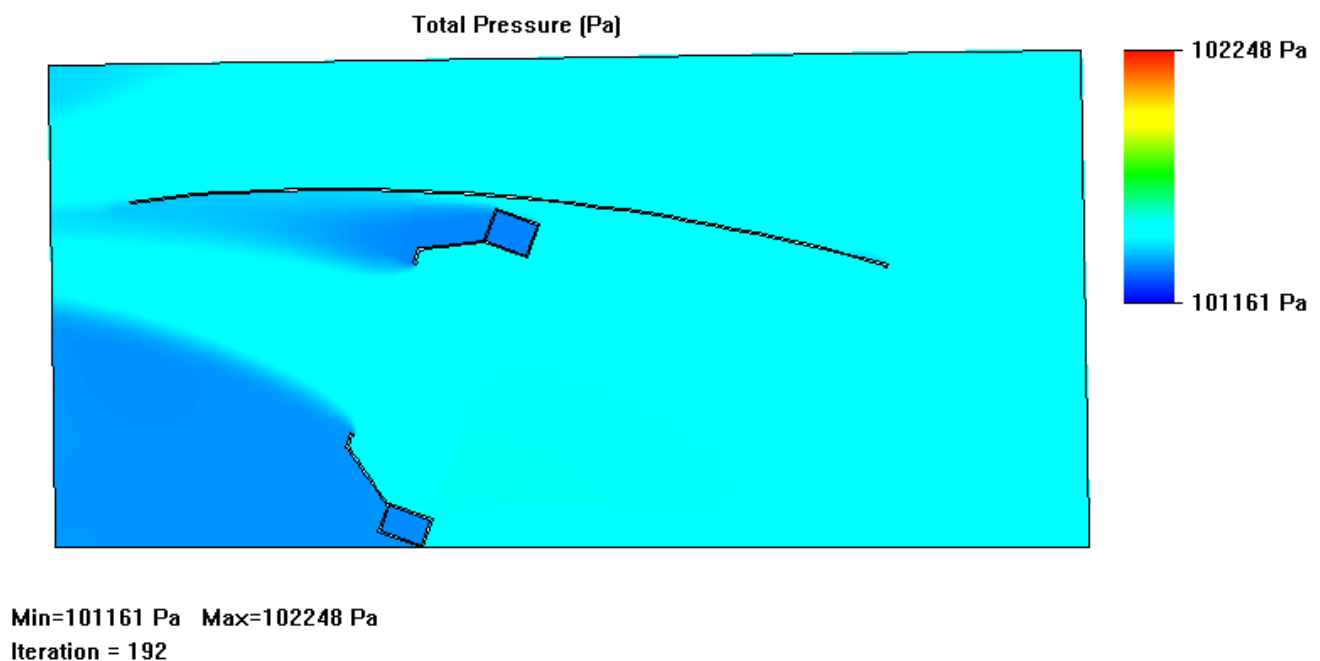 Total Pressure (Pa)
102248 Pa
101161 Pa
Min=101161 Pa Max=102248 Pa
Iteration = 192